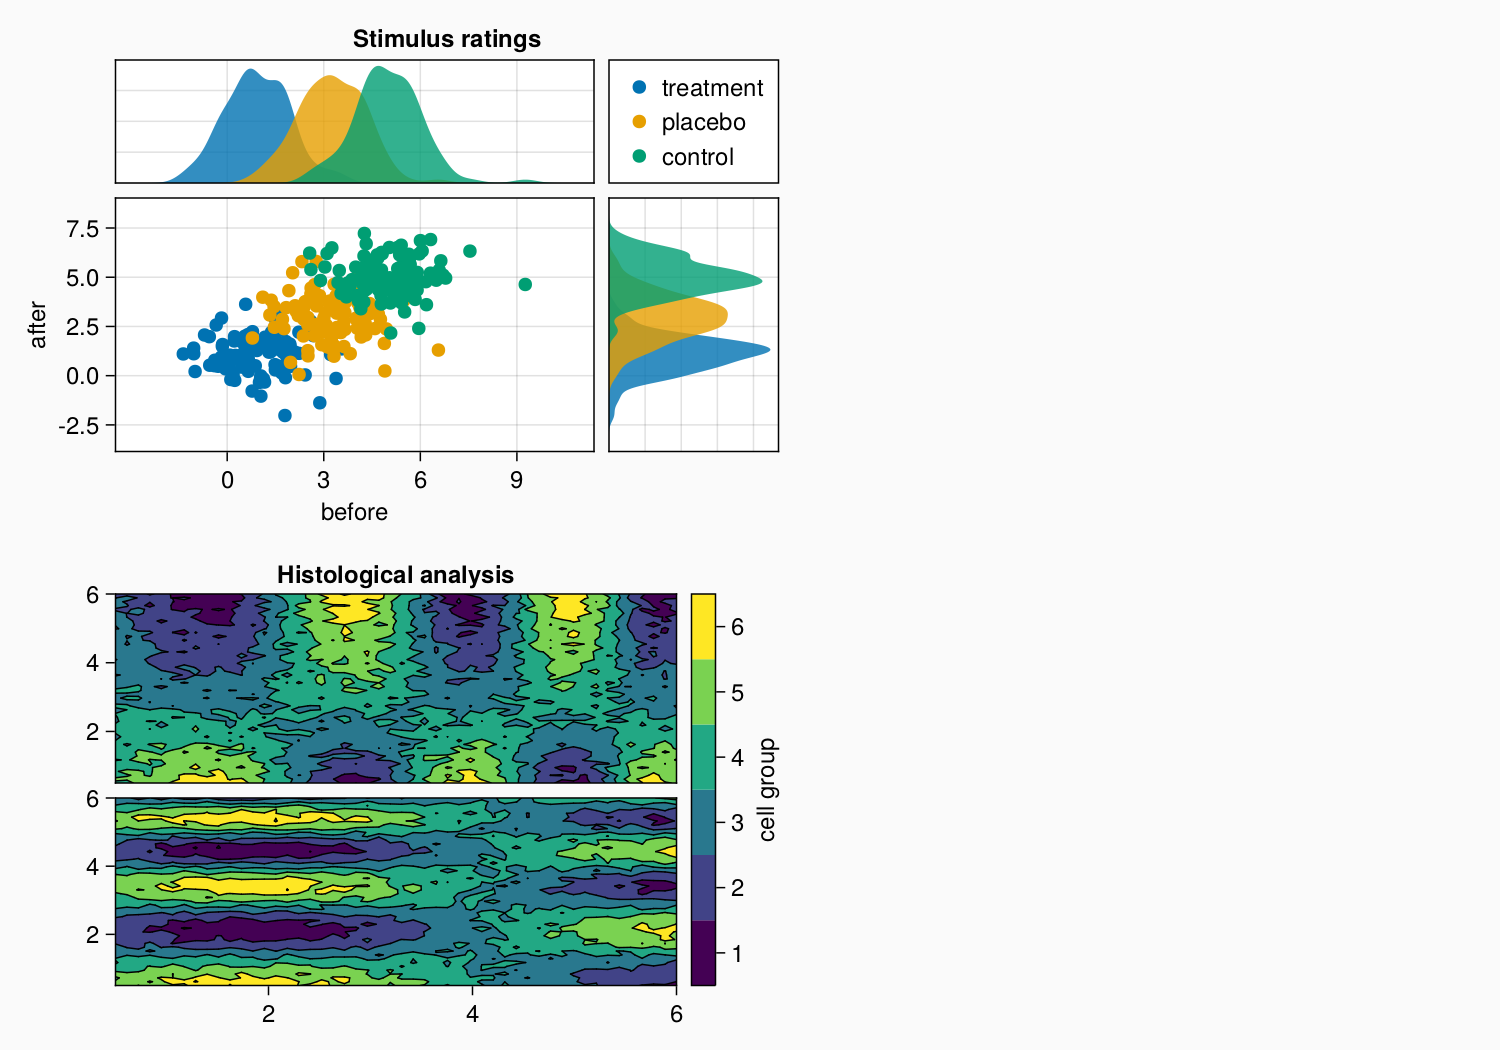 Stimulus ratings
treatment
placebo
control
7.5
5.0
2.5
0.0
-2.5
after
0 3 6 9
before
Histological analysis
6
4
2
6
4
2
2 4 6
6
5
4
3
2
1
cell group